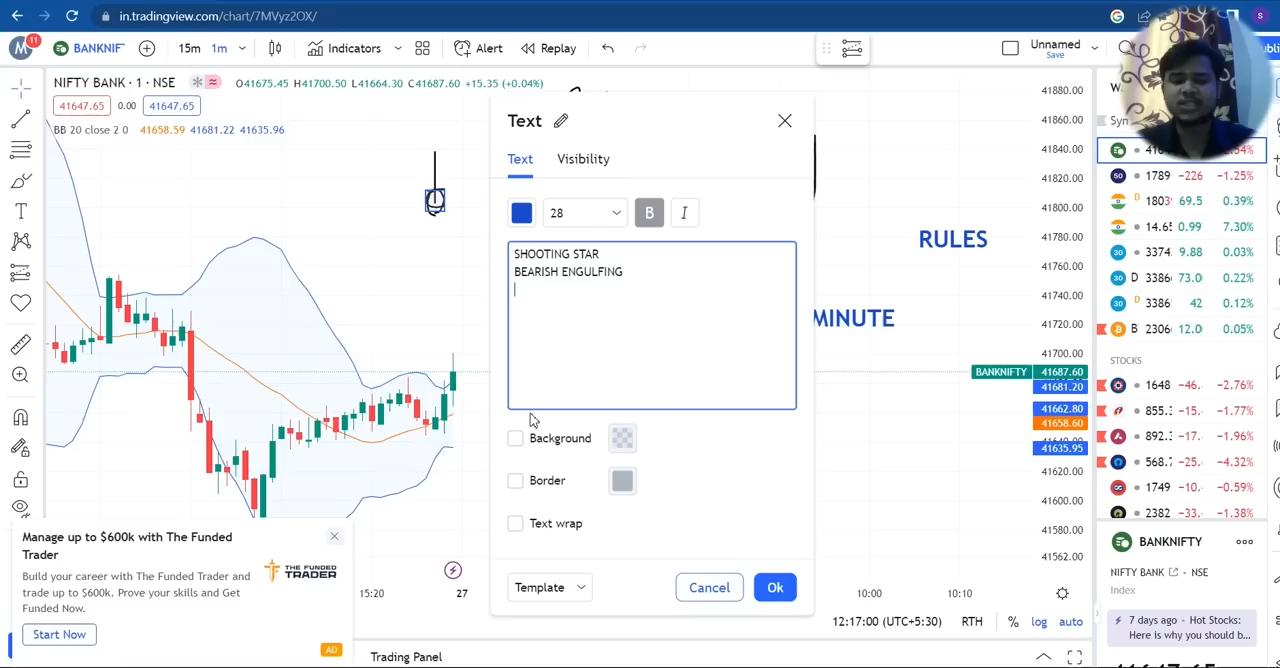 in.tradingview.com/chart/7MVyz2OX/
M 11 BANKNIF 15m 1m Indicators Alert Replay Unnamed
Save
NIFTY BANK · 1 · NSE O41675.45 H41700.50 L41664.30 C41687.60 +15.35 (+0.04%)
41647.65 0.00 41647.65
BB 20 close 2 0 41658.59 41681.22 41635.96
Text
Text Visibility
28 B I
SHOOTING STAR
BEARISH ENGULFING
Background
Border
Text wrap
Template Cancel Ok
RULES
MINUTE
41880.00
41860.00
41840.00
41820.00
41800.00
41780.00
41760.00
41740.00
41720.00
41700.00
BANKNIFTY 41687.60
41681.20
41662.80
41658.60
41635.95
41620.00
41600.00
41580.00
41562.00
50 1789 −226 −1.25%
D 1803 69.5 0.39%
14.65 0.99 7.30%
30 3374 9.88 0.03%
30 D 3386 73.0 0.22%
30 3386 42 0.12%
B 2306 12.0 0.05%
STOCKS
1648 −46. −2.76%
855.3 −15. −1.77%
892. −17. −1.96%
568.7 −25. −4.32%
1749 −10. −0.59%
2382 −33. −1.38%
BANKNIFTY
NIFTY BANK · NSE
Index
7 days ago · Hot Stocks:
Here is why you should b...
Manage up to $600k with The Funded
Trader
Build your career with The Funded Trader and
trade up to $600k. Prove your skills and Get
Funded Now.
THE FUNDED
TRADER
Start Now
AD
15:20 27 10:00 10:10
12:17:00 (UTC+5:30) RTH % log auto
Trading Panel